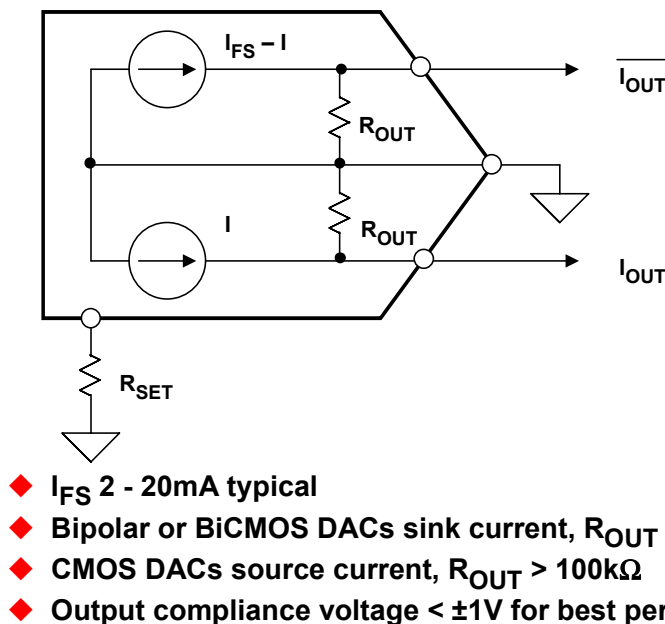 I_FS – I
I_OUT
R_OUT
I
R_OUT
I_OUT
R_SET
I_FS 2 - 20mA typical
Bipolar or BiCMOS DACs sink current, R_OUT
CMOS DACs source current, R_OUT > 100kΩ
Output compliance voltage < ±1V for best per